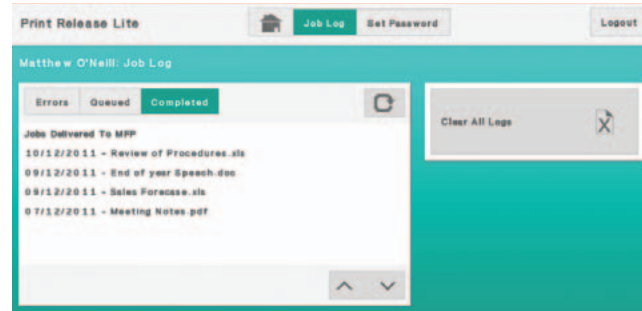 Print Release Lite
Job Log
Set Password
Logout
Matthew O'Neill: Job Log
Errors
Queued
Completed
Jobs Delivered To MFP
10/12/2011 - Review of Procedures.xls
09/12/2011 - End of year Speech.doc
09/12/2011 - Sales Forecase.xls
07/12/2011 - Meeting Notes.pdf
Clear All Logs